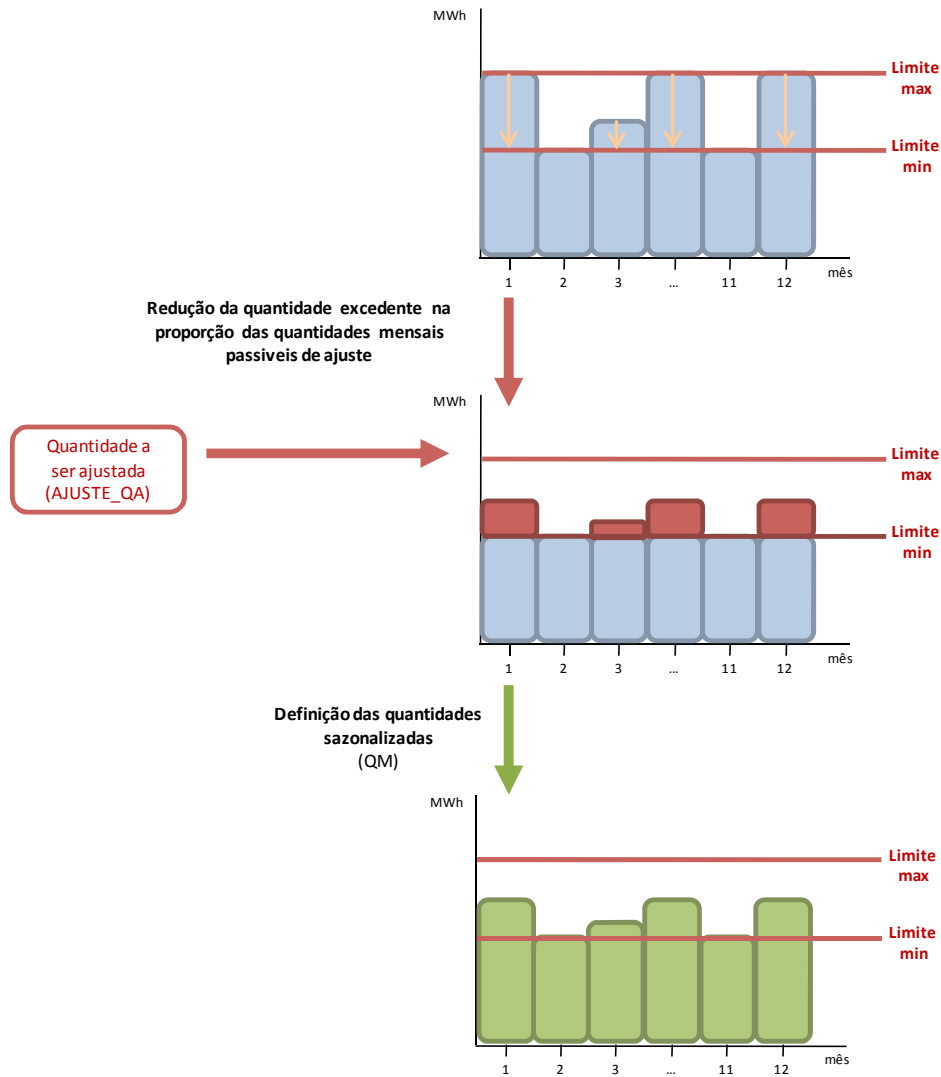 MWh
Limite
max
Limite
min
mês
1 2 3 ... 11 12
Redução da quantidade excedente na
proporção das quantidades mensais
passiveis de ajuste
MWh
Quantidade a
ser ajustada
(AJUSTE_QA)
Limite
max
Limite
min
mês
1 2 3 ... 11 12
Definição das quantidades
sazonalizadas
(QM)
MWh
Limite
max
Limite
min
mês
1 2 3 ... 11 12